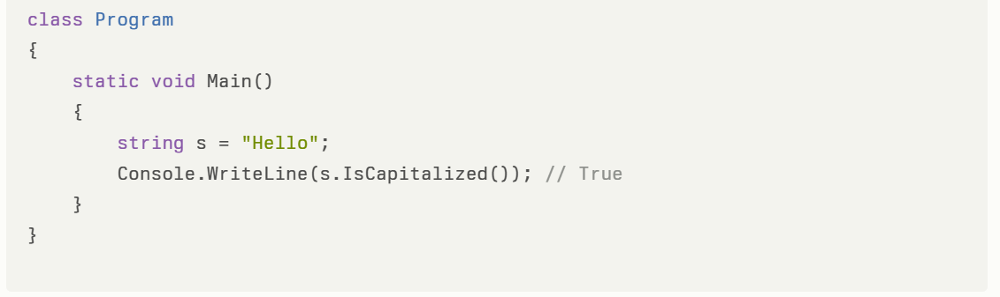 class Program
{
    static void Main()
    {
        string s = "Hello";
        Console.WriteLine(s.IsCapitalized()); // True
    }
}